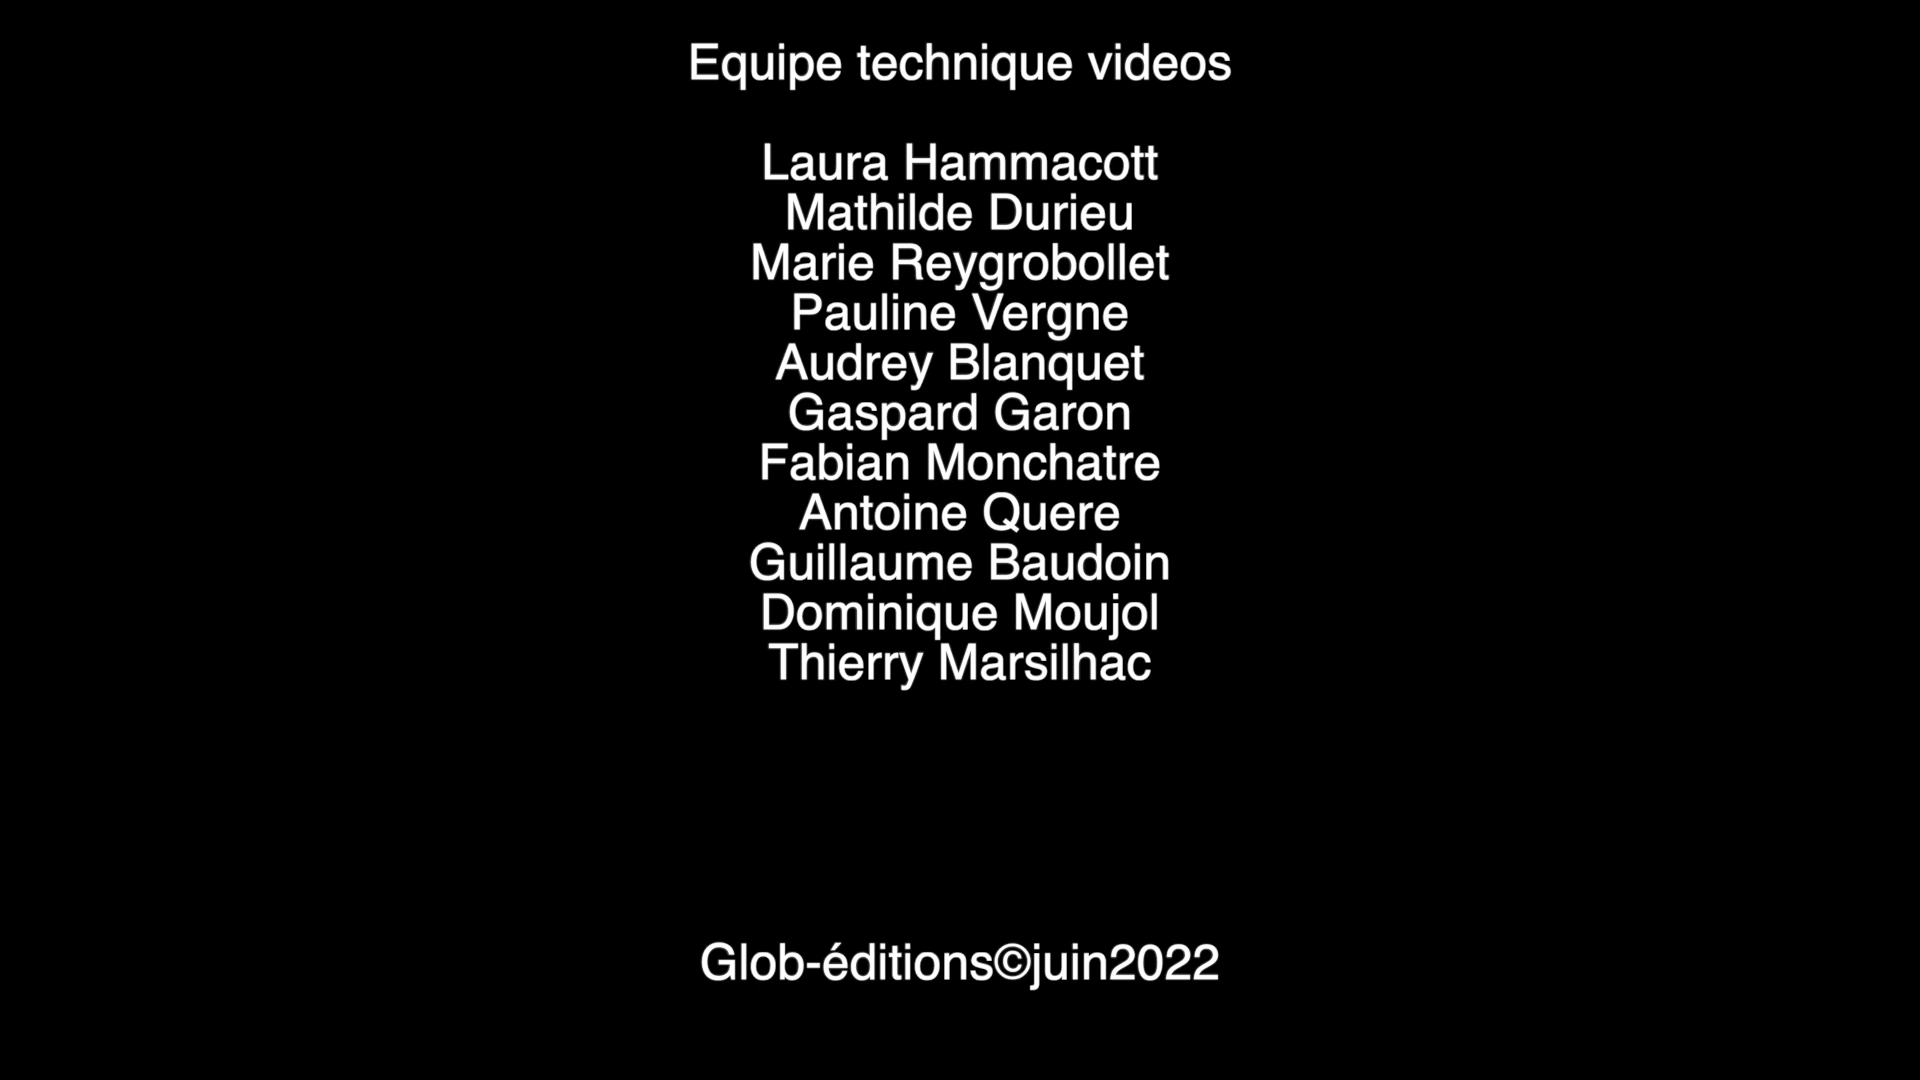 Equipe technique videos
Laura Hammacott
Mathilde Durieu
Marie Reygrobollet
Pauline Vergne
Audrey Blanquet
Gaspard Garon
Fabian Monchatre
Antoine Quere
Guillaume Baudoin
Dominique Moujol
Thierry Marsilhac
Glob-éditions©juin2022